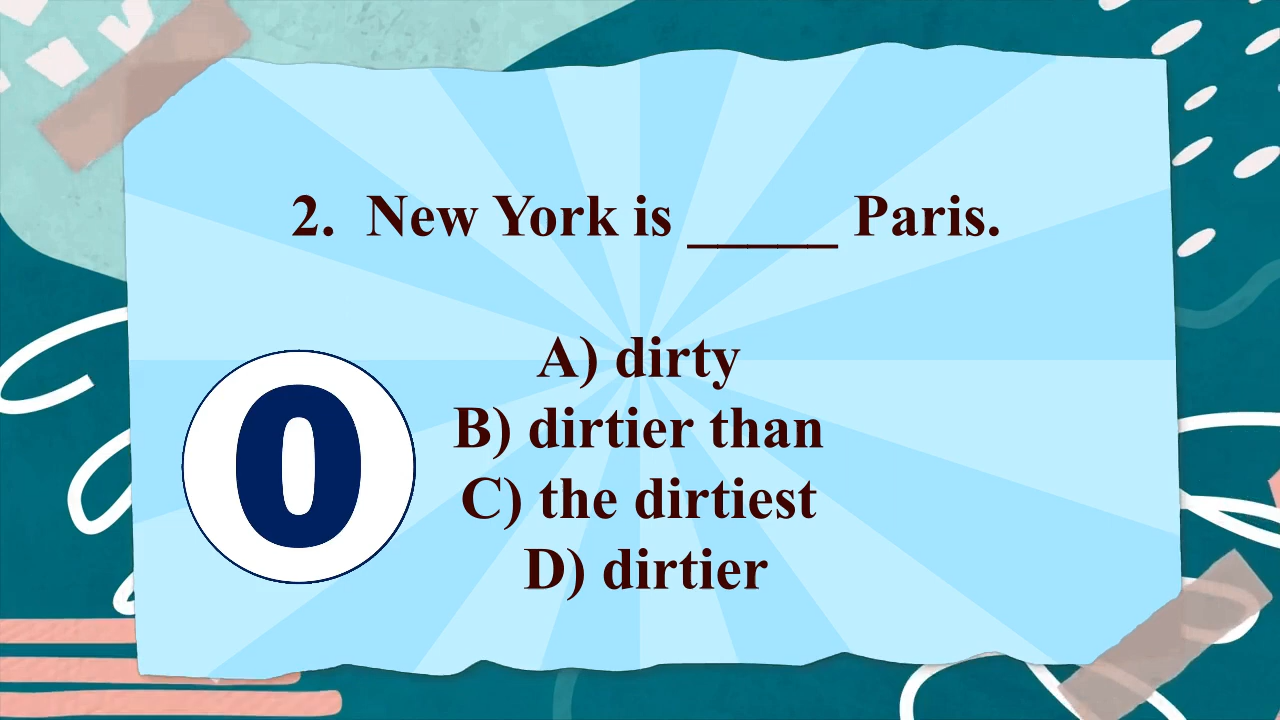 2. New York is _____ Paris.
A) dirty
B) dirtier than
0
C) the dirtiest
D) dirtier